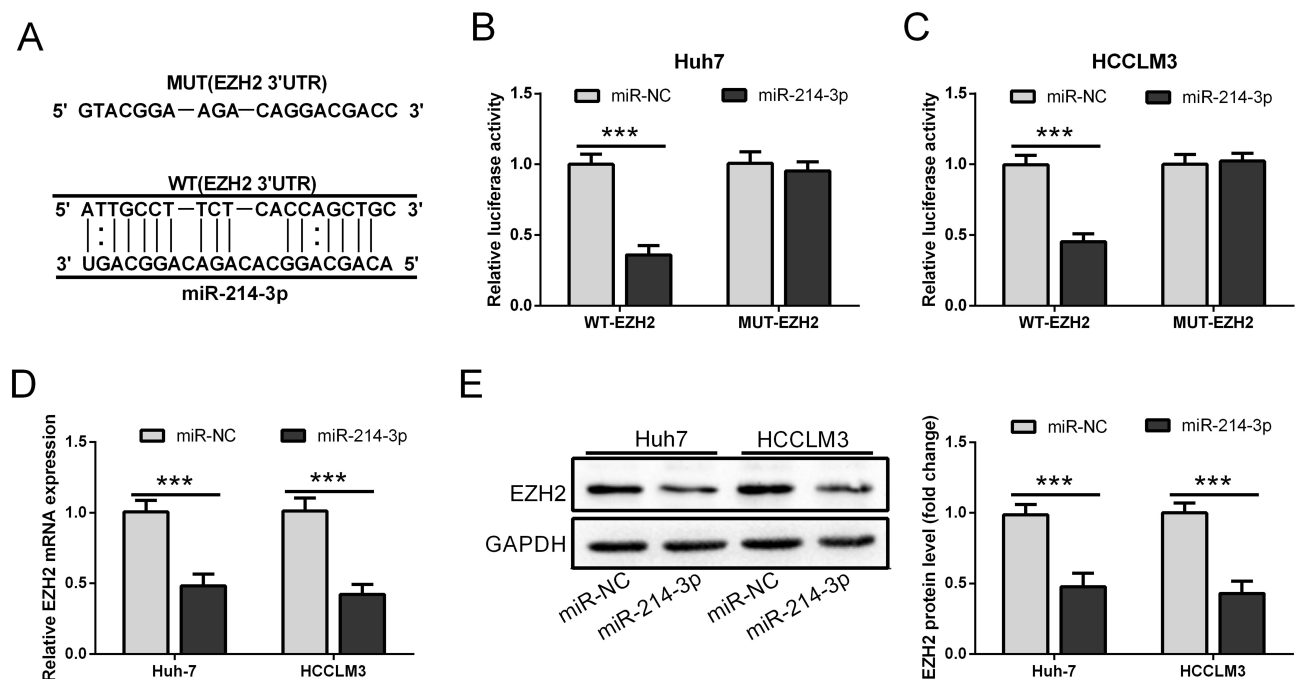 A
MUT(EZH2 3'UTR)
5' GTACGGA—AGA—CAGGACGACC 3'
WT(EZH2 3'UTR)
5' ATTGCCT—TCT—CACCAGCTGC 3'
3' UGACGGACAGACACGGACGACA 5'
miR-214-3p
B
Huh7
miR-NC miR-214-3p
Relative luciferase activity
1.5
1.0
0.5
0.0
***
WT-EZH2 MUT-EZH2
C
HCCLM3
miR-NC miR-214-3p
Relative luciferase activity
1.5
1.0
0.5
0.0
***
WT-EZH2 MUT-EZH2
D
miR-NC miR-214-3p
Relative EZH2 mRNA expression
1.5
1.0
0.5
0.0
*** ***
Huh-7 HCCLM3
E
Huh7 HCCLM3
EZH2
GAPDH
miR-NC miR-214-3p miR-NC miR-214-3p
miR-NC miR-214-3p
EZH2 protein level (fold change)
1.5
1.0
0.5
0.0
*** ***
Huh-7 HCCLM3